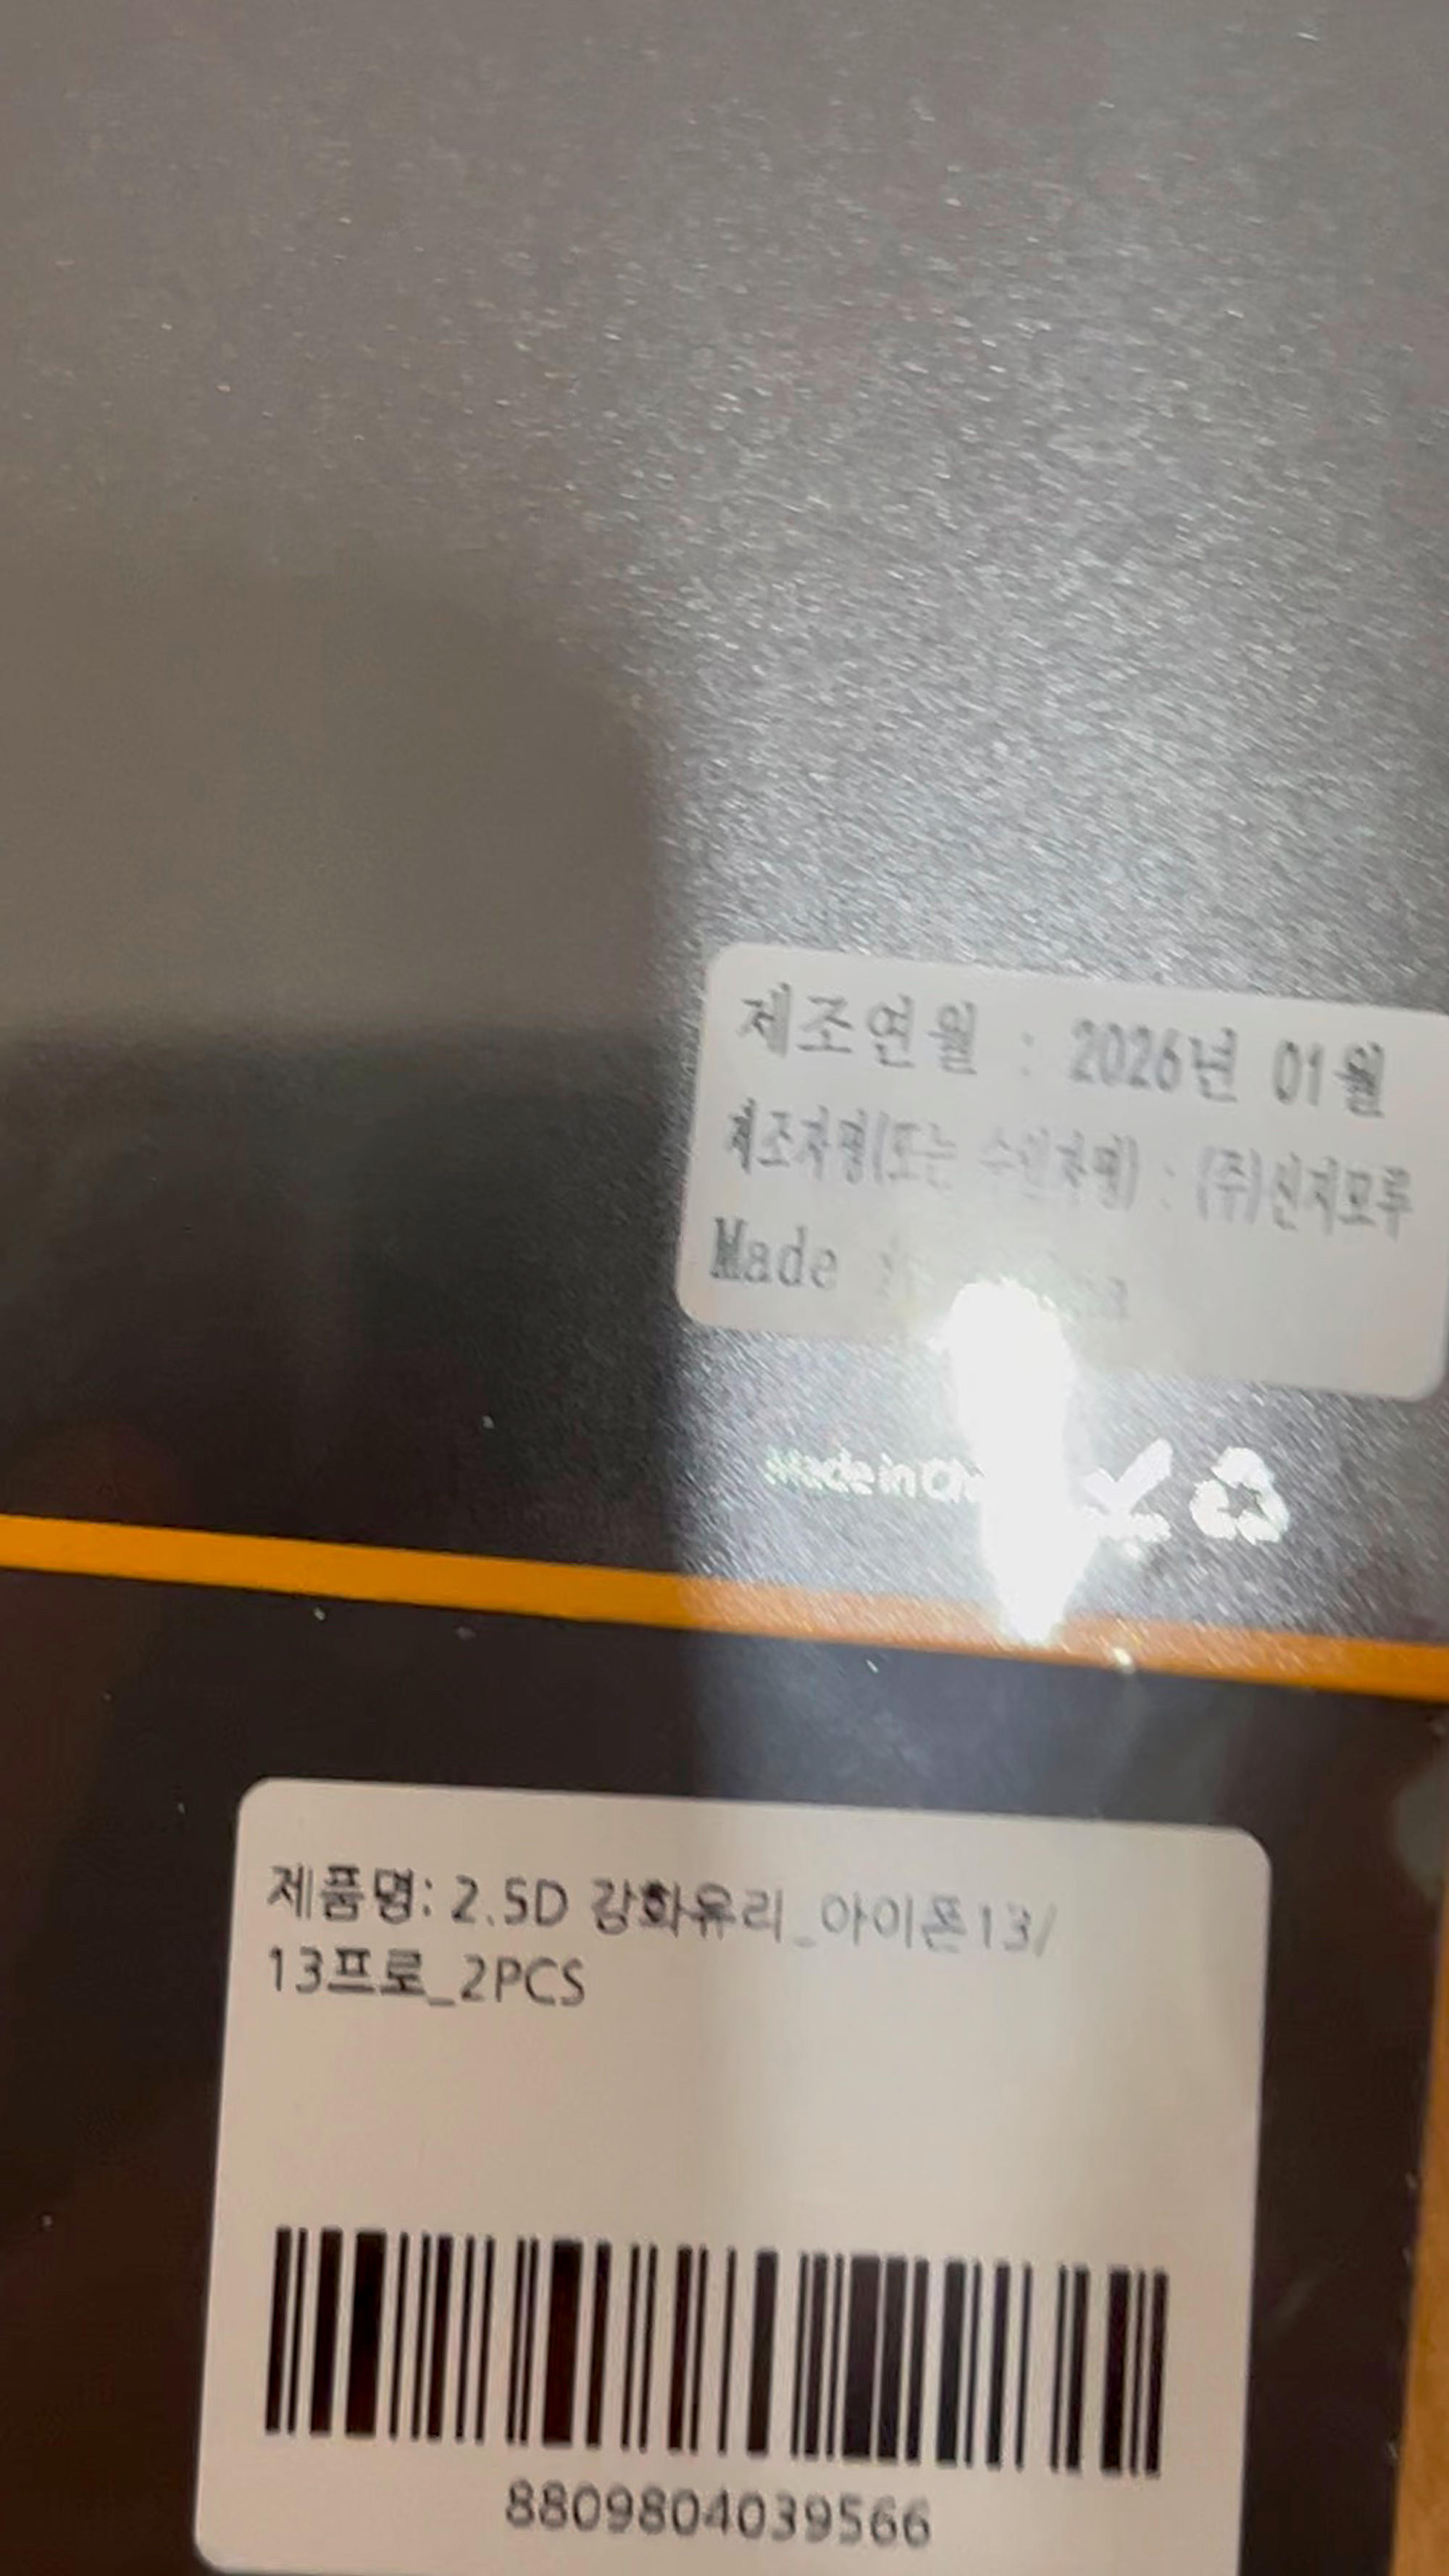 제조연월 : 2026년 01월
제조자명(또는 수입자명) : (주)신지모루
Made
Made in
제품명: 2.5D 강화유리_아이폰13/
13프로_2PCS
8809804039566